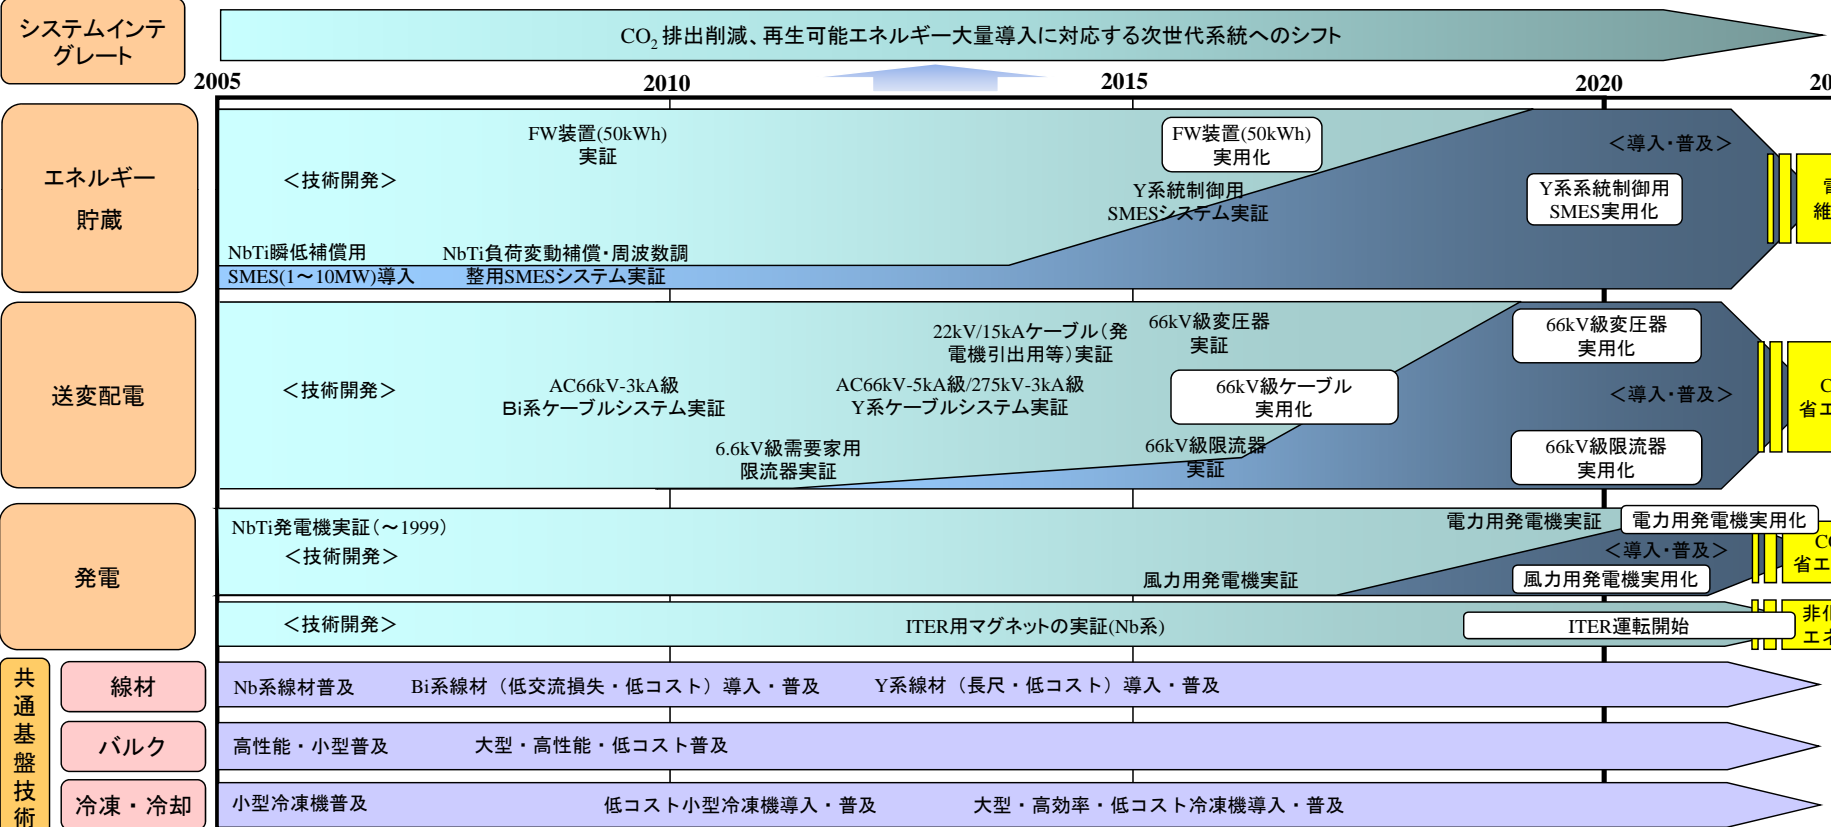 システムインテ
グレート
CO2 排出削減、再生可能エネルギー大量導入に対応する次世代系統へのシフト
2005
2010
2015
2020
20
エネルギー
貯蔵
FW装置(50kWh)
実証
＜技術開発＞
NbTi瞬低補償用
SMES(1～10MW)導入
NbTi負荷変動補償・周波数調
整用SMESシステム実証
FW装置(50kWh)
実用化
Y系統制御用
SMESシステム実証
＜導入・普及＞
Y系系統制御用
SMES実用化
維
送変配電
＜技術開発＞
AC66kV-3kA級
Bi系ケーブルシステム実証
6.6kV級需要家用
限流器実証
22kV/15kAケーブル（発
電機引出用等）実証
AC66kV-5kA級/275kV-3kA級
Y系ケーブルシステム実証
66kV級変圧器
実証
66kV級ケーブル
実用化
66kV級限流器
実証
66kV級変圧器
実用化
＜導入・普及＞
66kV級限流器
実用化
C
省エ
発電
NbTi発電機実証（～1999）
＜技術開発＞
電力用発電機実証
電力用発電機実用化
＜導入・普及＞
風力用発電機実証
風力用発電機実用化
CO
省エ
＜技術開発＞
ITER用マグネットの実証(Nb系)
ITER運転開始
非化
エネ
共通基盤技術
線材
Nb系線材普及
Bi系線材（低交流損失・低コスト）導入・普及
Y系線材（長尺・低コスト）導入・普及
バルク
高性能・小型普及
大型・高性能・低コスト普及
冷凍・冷却
小型冷凍機普及
低コスト小型冷凍機導入・普及
大型・高効率・低コスト冷凍機導入・普及